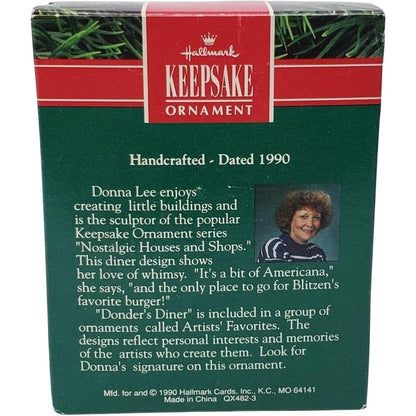 Hallmark
KEEPSAKE
ORNAMENT
Handcrafted - Dated 1990
Donna Lee enjoys
creating little buildings and
is the sculptor of the popular
Keepsake Ornament series
"Nostalgic Houses and Shops."
This diner design shows
her love of whimsy. "It's a bit of Americana,"
she says, "and the only place to go for Blitzen's
favorite burger!"
"Donder's Diner" is included in a group of
ornaments called Artists' Favorites. The
designs reflect personal interests and memories
of the artists who create them. Look for
Donna's signature on this ornament.
Mfd. for and © 1990 Hallmark Cards, Inc., K.C., MO 64141
Made in China QX482-3